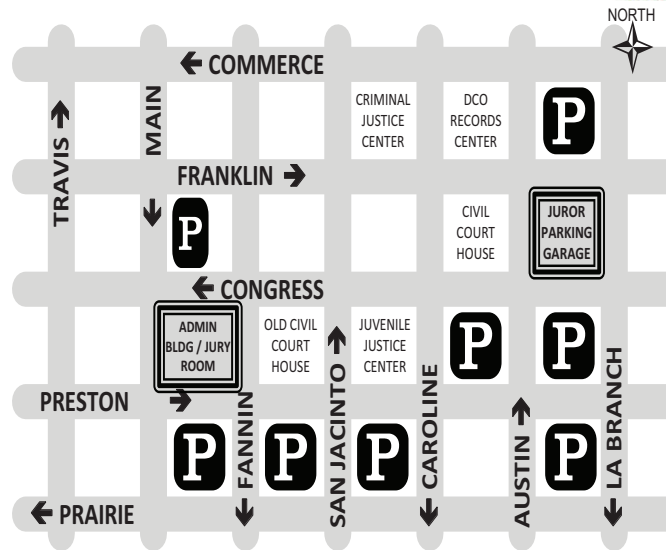 NORTH
COMMERCE
TRAVIS
MAIN
CRIMINAL
JUSTICE
CENTER
DCO
RECORDS
CENTER
P
FRANKLIN
P
CIVIL
COURT
HOUSE
JUROR
PARKING
GARAGE
CONGRESS
ADMIN
BLDG / JURY
ROOM
OLD CIVIL
COURT
HOUSE
SAN JACINTO
JUVENILE
JUSTICE
CENTER
CAROLINE
P
P
LA BRANCH
PRESTON
P
FANNIN
P
P
AUSTIN
P
PRAIRIE